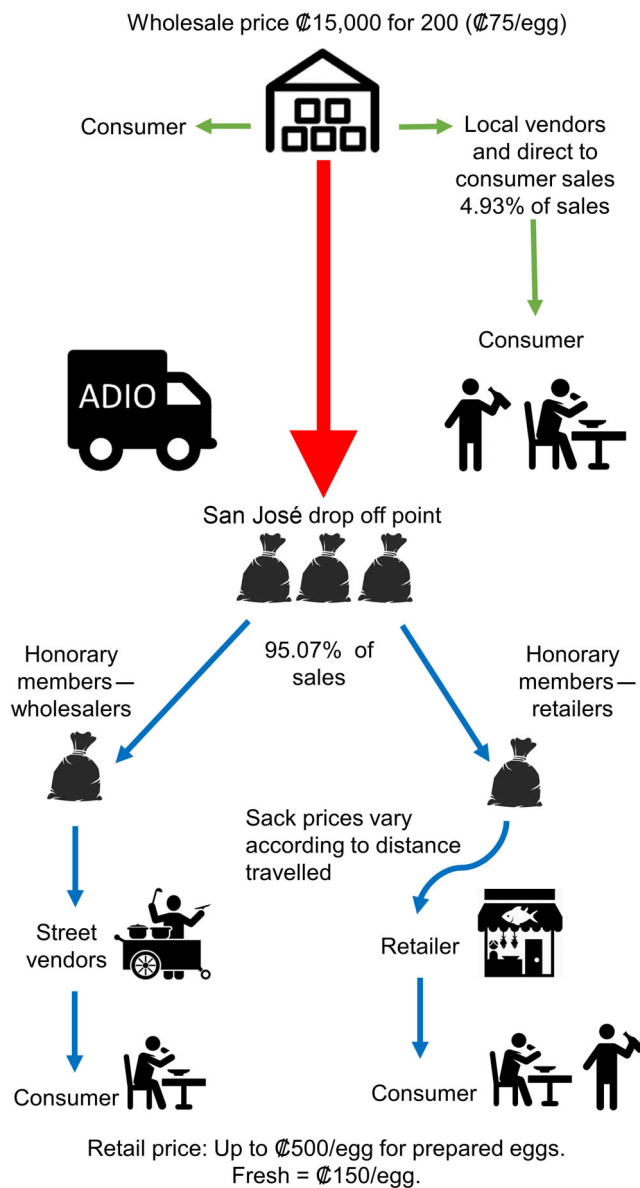 Wholesale price ₡15,000 for 200 (₡75/egg)
Consumer
Local vendors
and direct to
consumer sales
4.93% of sales
Consumer
ADIO
San José drop off point
95.07% of
sales
Honorary
members—
wholesalers
Honorary
members—
retailers
Sack prices vary
according to distance
travelled
Street
vendors
Retailer
Consumer
Consumer
Retail price: Up to ₡500/egg for prepared eggs.
Fresh = ₡150/egg.